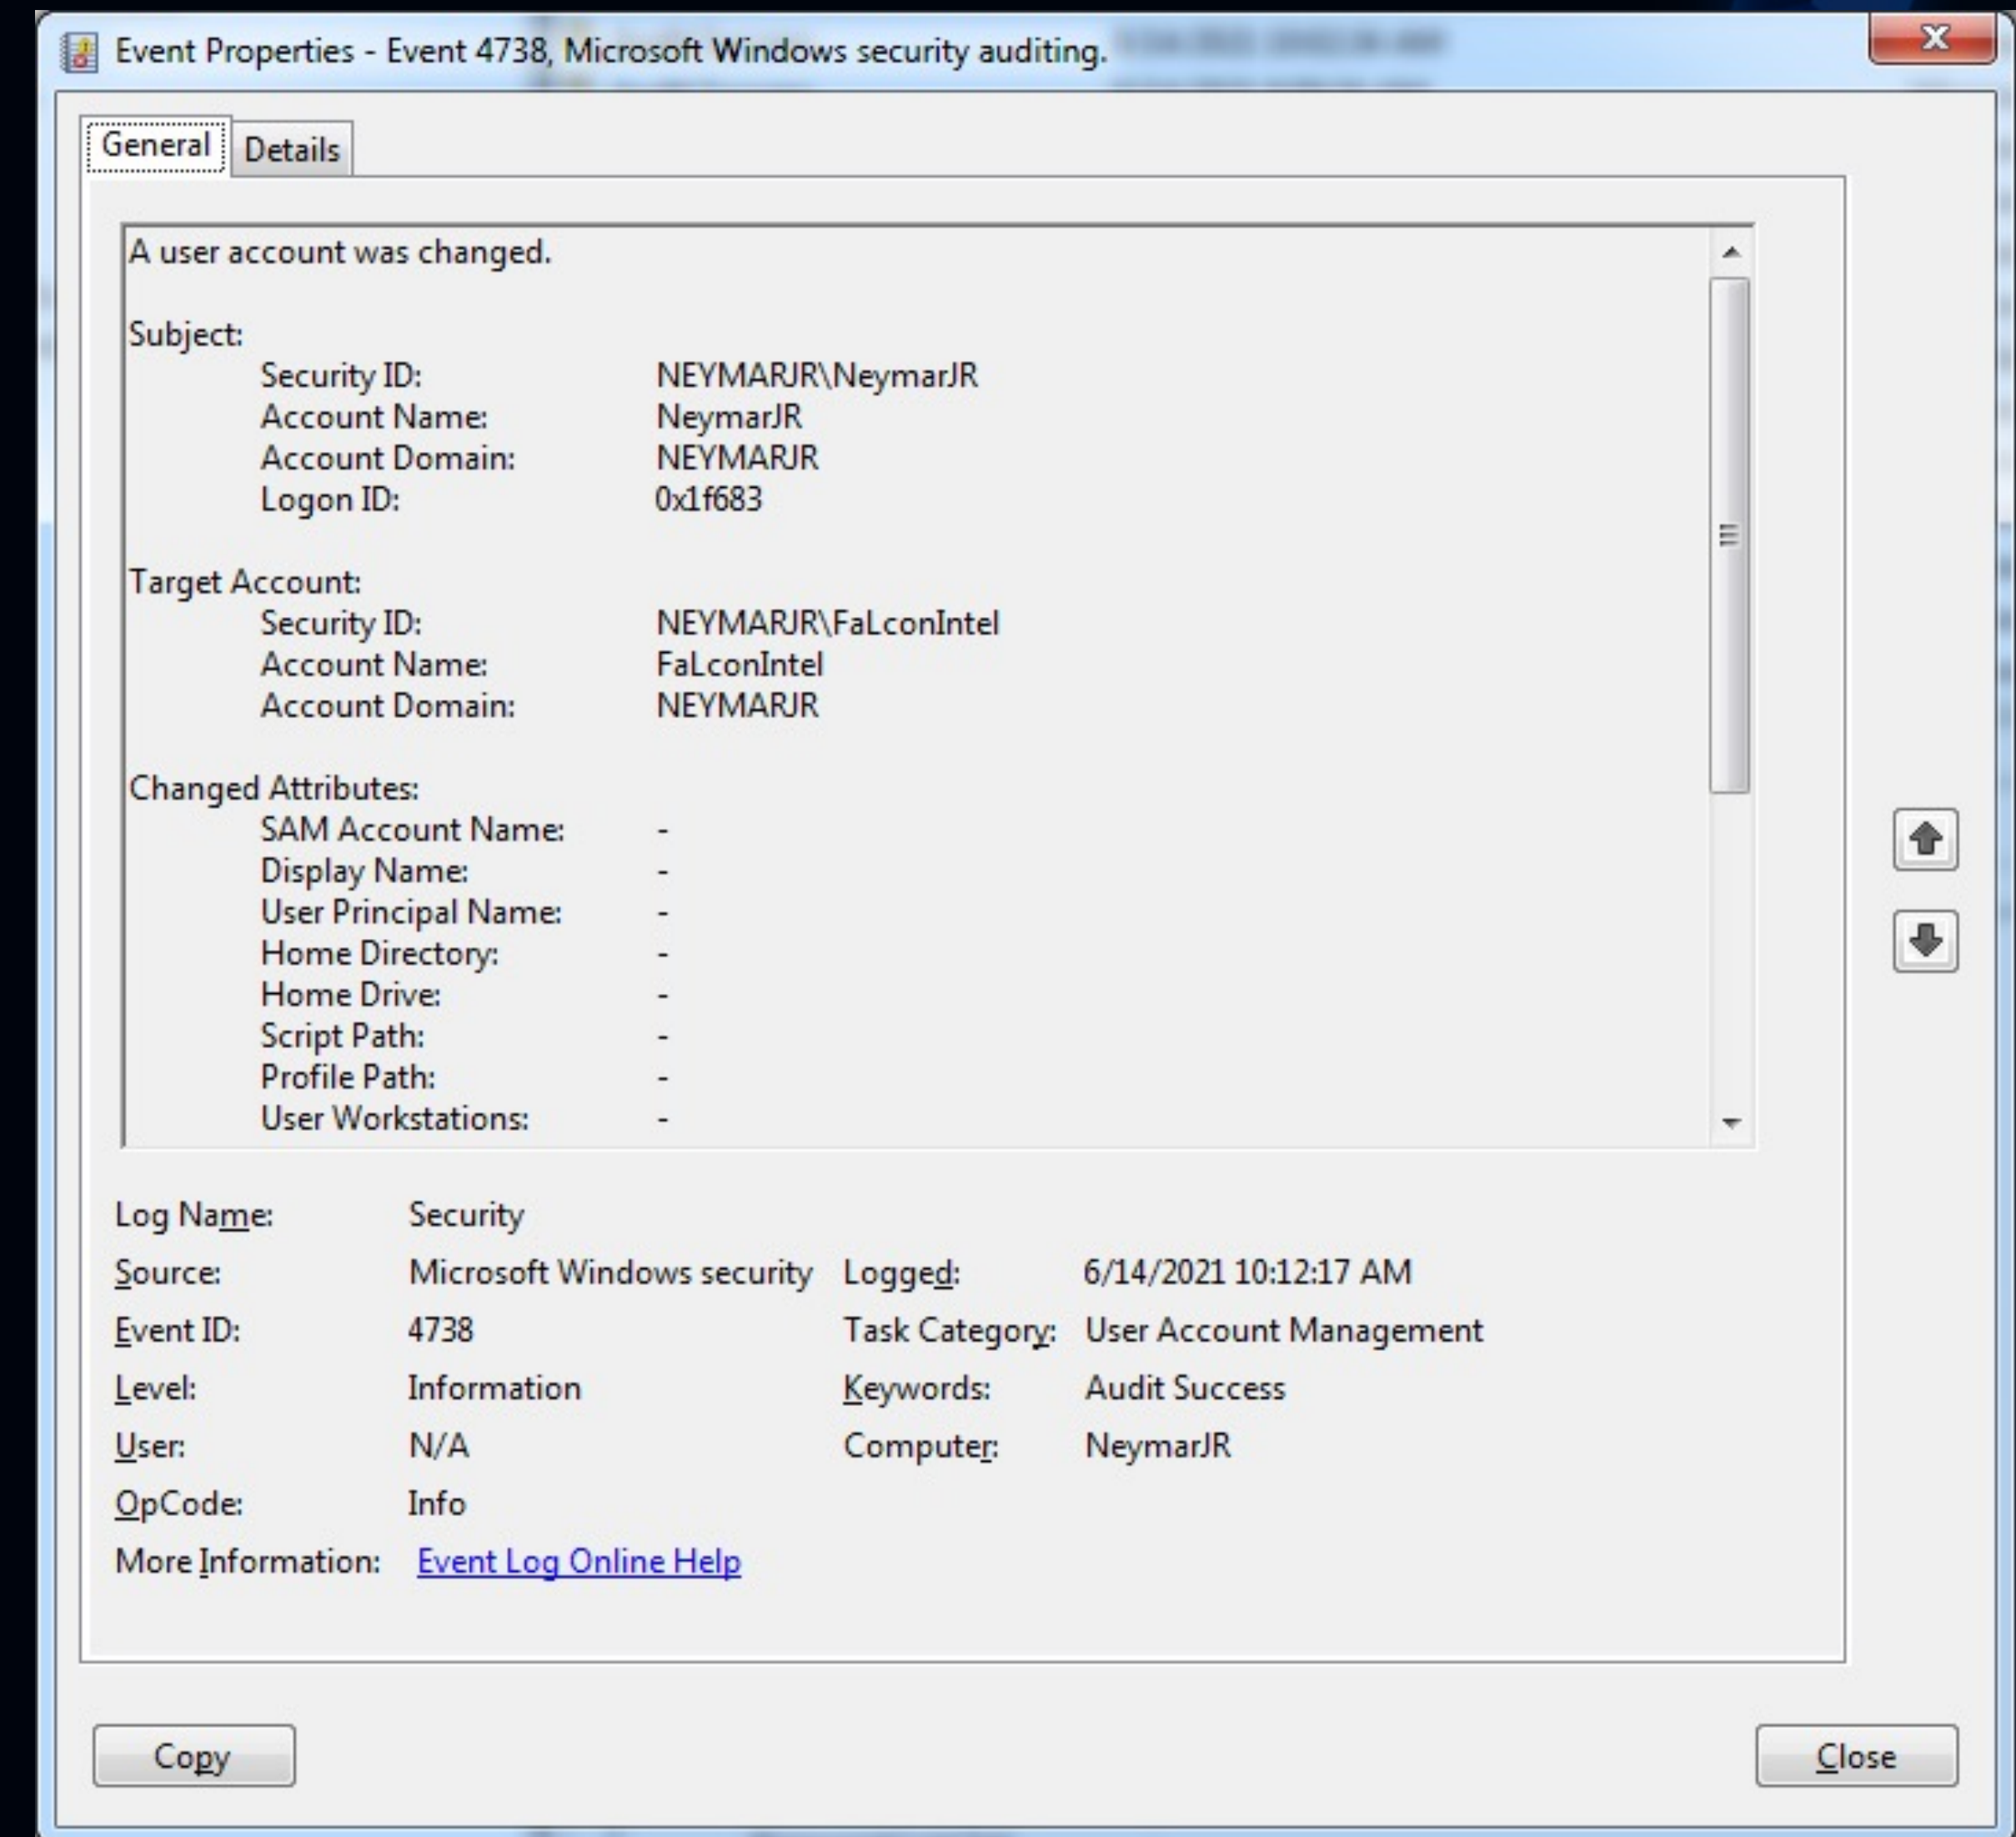 Event Properties - Event 4738, Microsoft Windows security auditing.
General Details
A user account was changed.
Subject:
Security ID: NEYMARJR\NeymarJR
Account Name: NeymarJR
Account Domain: NEYMARJR
Logon ID: 0x1f683
Target Account:
Security ID: NEYMARJR\FaLconIntel
Account Name: FaLconIntel
Account Domain: NEYMARJR
Changed Attributes:
SAM Account Name: -
Display Name: -
User Principal Name: -
Home Directory: -
Home Drive: -
Script Path: -
Profile Path: -
User Workstations: -
Log Name: Security
Source: Microsoft Windows security Logged: 6/14/2021 10:12:17 AM
Event ID: 4738 Task Category: User Account Management
Level: Information Keywords: Audit Success
User: N/A Computer: NeymarJR
OpCode: Info
More Information: Event Log Online Help
Copy Close